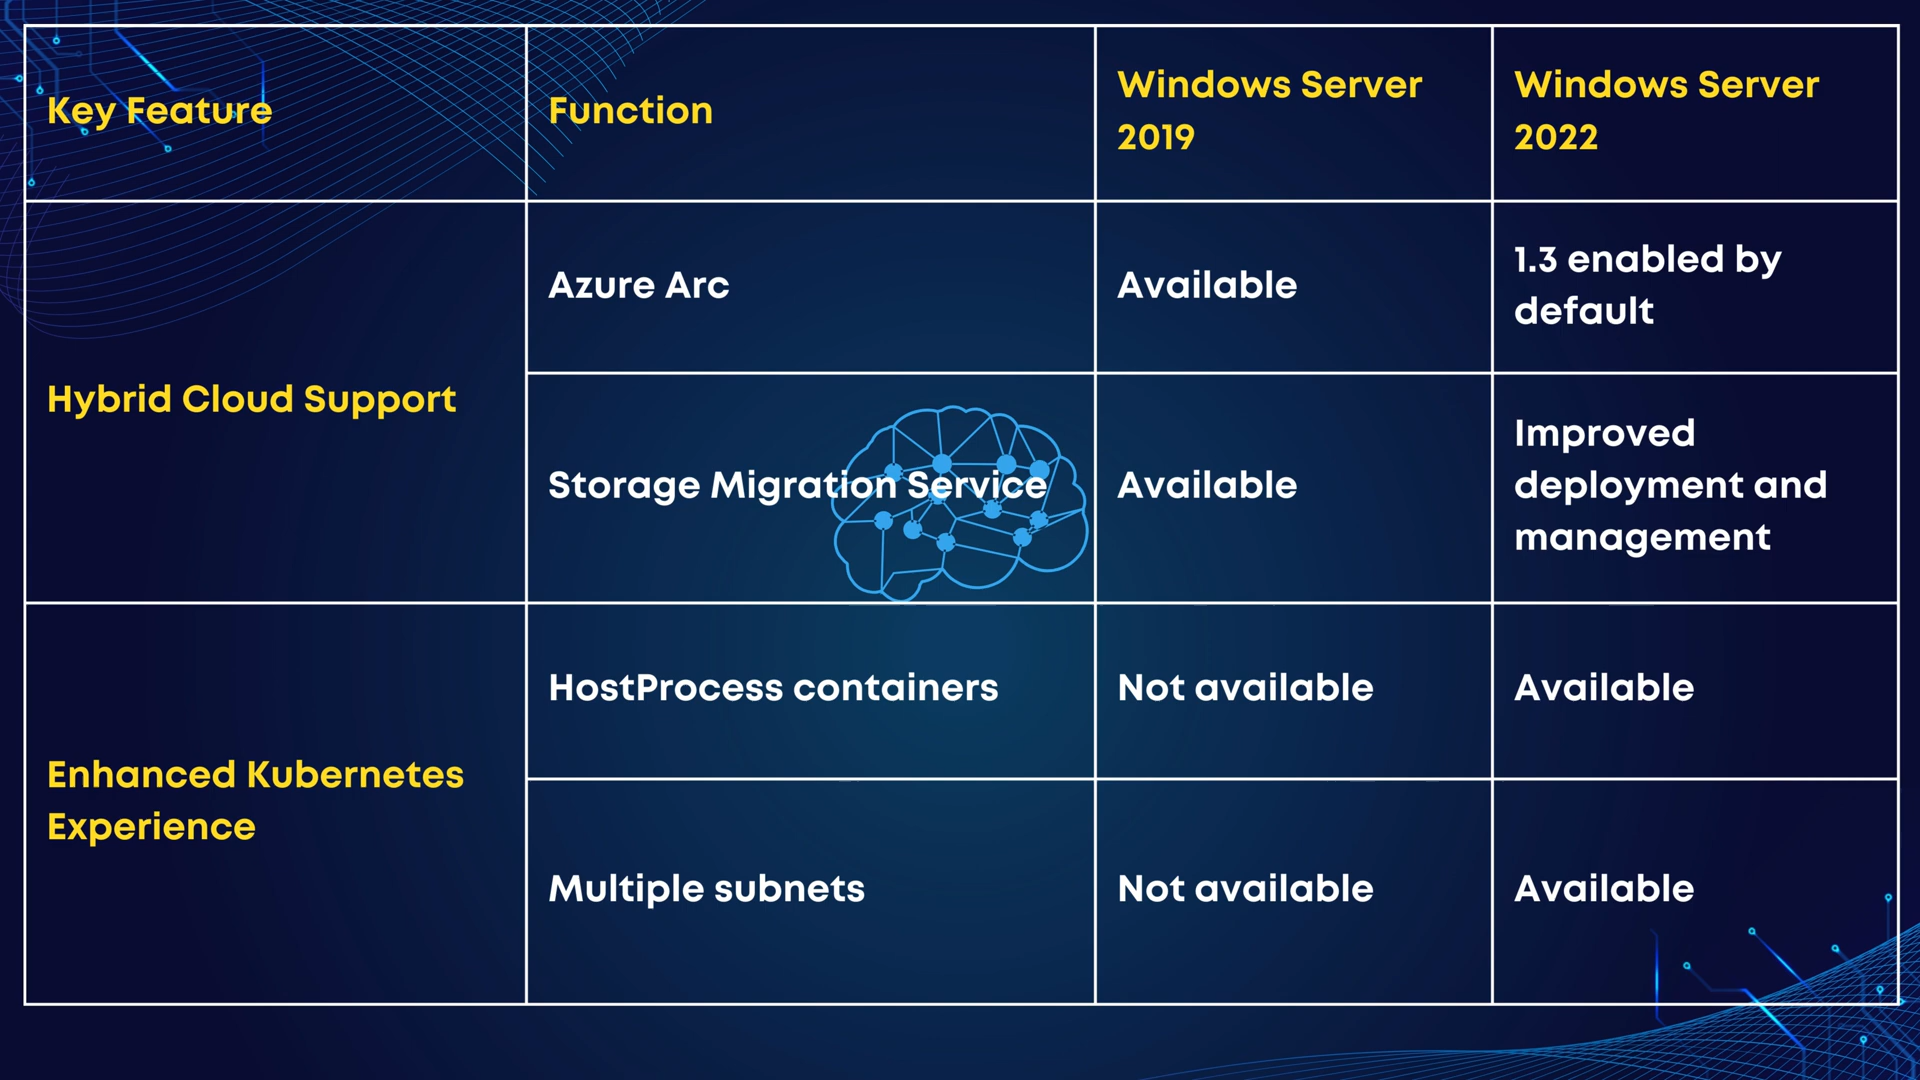 Key Feature
Function
Windows Server
2019
Windows Server
2022
Hybrid Cloud Support
Azure Arc
Available
1.3 enabled by
default
Storage Migration Service
Available
Improved
deployment and
management
Enhanced Kubernetes
Experience
HostProcess containers
Not available
Available
Multiple subnets
Not available
Available